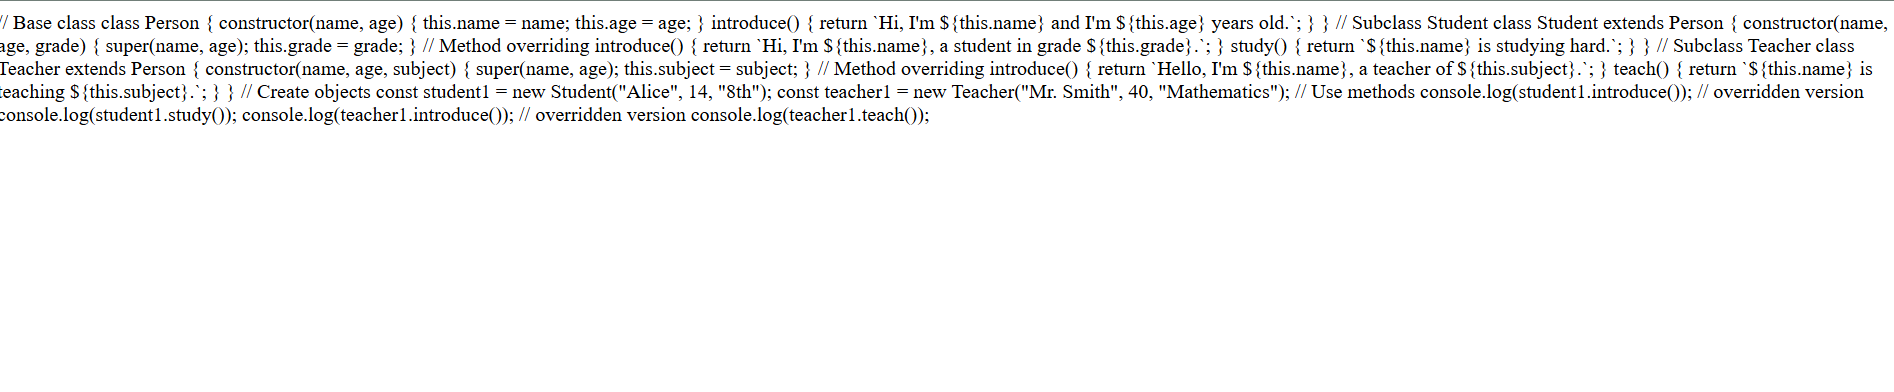 // Base class class Person { constructor(name, age) { this.name = name; this.age = age; } introduce() { return `Hi, I'm ${this.name} and I'm ${this.age} years old.`; } } // Subclass Student class Student extends Person { constructor(name,
age, grade) { super(name, age); this.grade = grade; } // Method overriding introduce() { return `Hi, I'm ${this.name}, a student in grade ${this.grade}.`; } study() { return `${this.name} is studying hard.`; } } // Subclass Teacher class
Teacher extends Person { constructor(name, age, subject) { super(name, age); this.subject = subject; } // Method overriding introduce() { return `Hello, I'm ${this.name}, a teacher of ${this.subject}.`; } teach() { return `${this.name} is
teaching ${this.subject}.`; } } // Create objects const student1 = new Student("Alice", 14, "8th"); const teacher1 = new Teacher("Mr. Smith", 40, "Mathematics"); // Use methods console.log(student1.introduce()); // overridden version
console.log(student1.study()); console.log(teacher1.introduce()); // overridden version console.log(teacher1.teach());